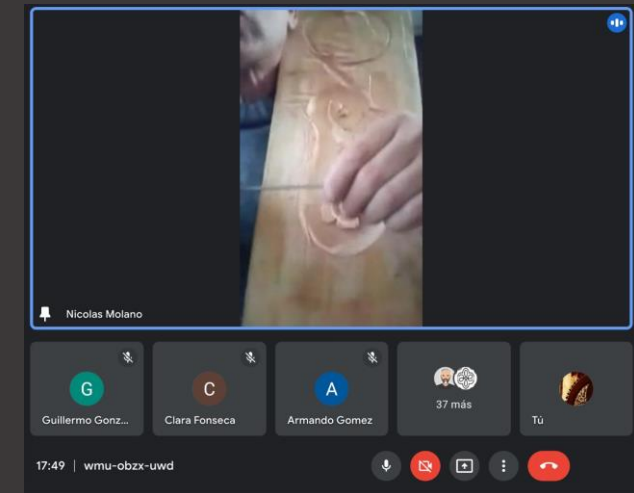 Nicolas Molano
G
C
A
37 más
Guillermo Gonz...
Clara Fonseca
Armando Gomez
Tú
17:49 | wmu-obzx-uwd